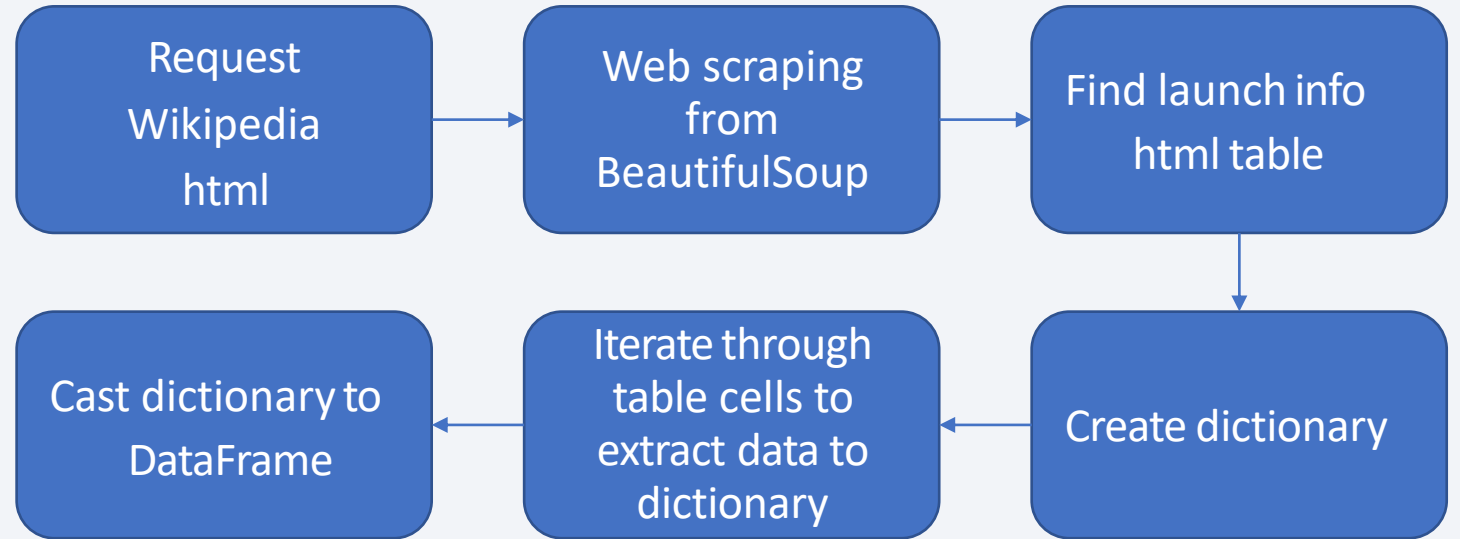 Request
Wikipedia
html
Web scraping
from
BeautifulSoup
Find launch info
html table
Create dictionary
Iterate through
table cells to
extract data to
dictionary
Cast dictionary to
DataFrame